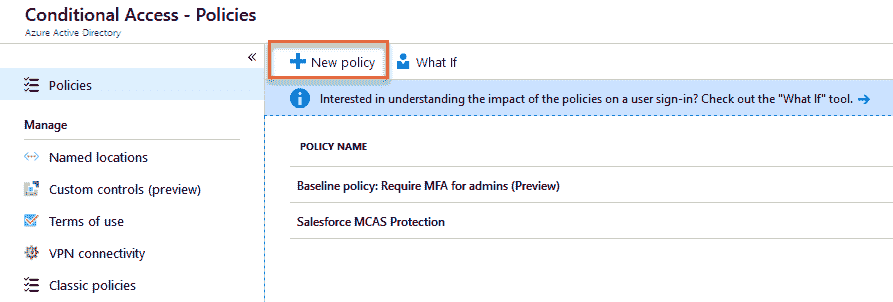 Conditional Access - Policies
Azure Active Directory
«
Policies
Manage
Named locations
Custom controls (preview)
Terms of use
VPN connectivity
Classic policies
New policy
What If
Interested in understanding the impact of the policies on a user sign-in? Check out the "What If" tool. →
POLICY NAME
Baseline policy: Require MFA for admins (Preview)
Salesforce MCAS Protection